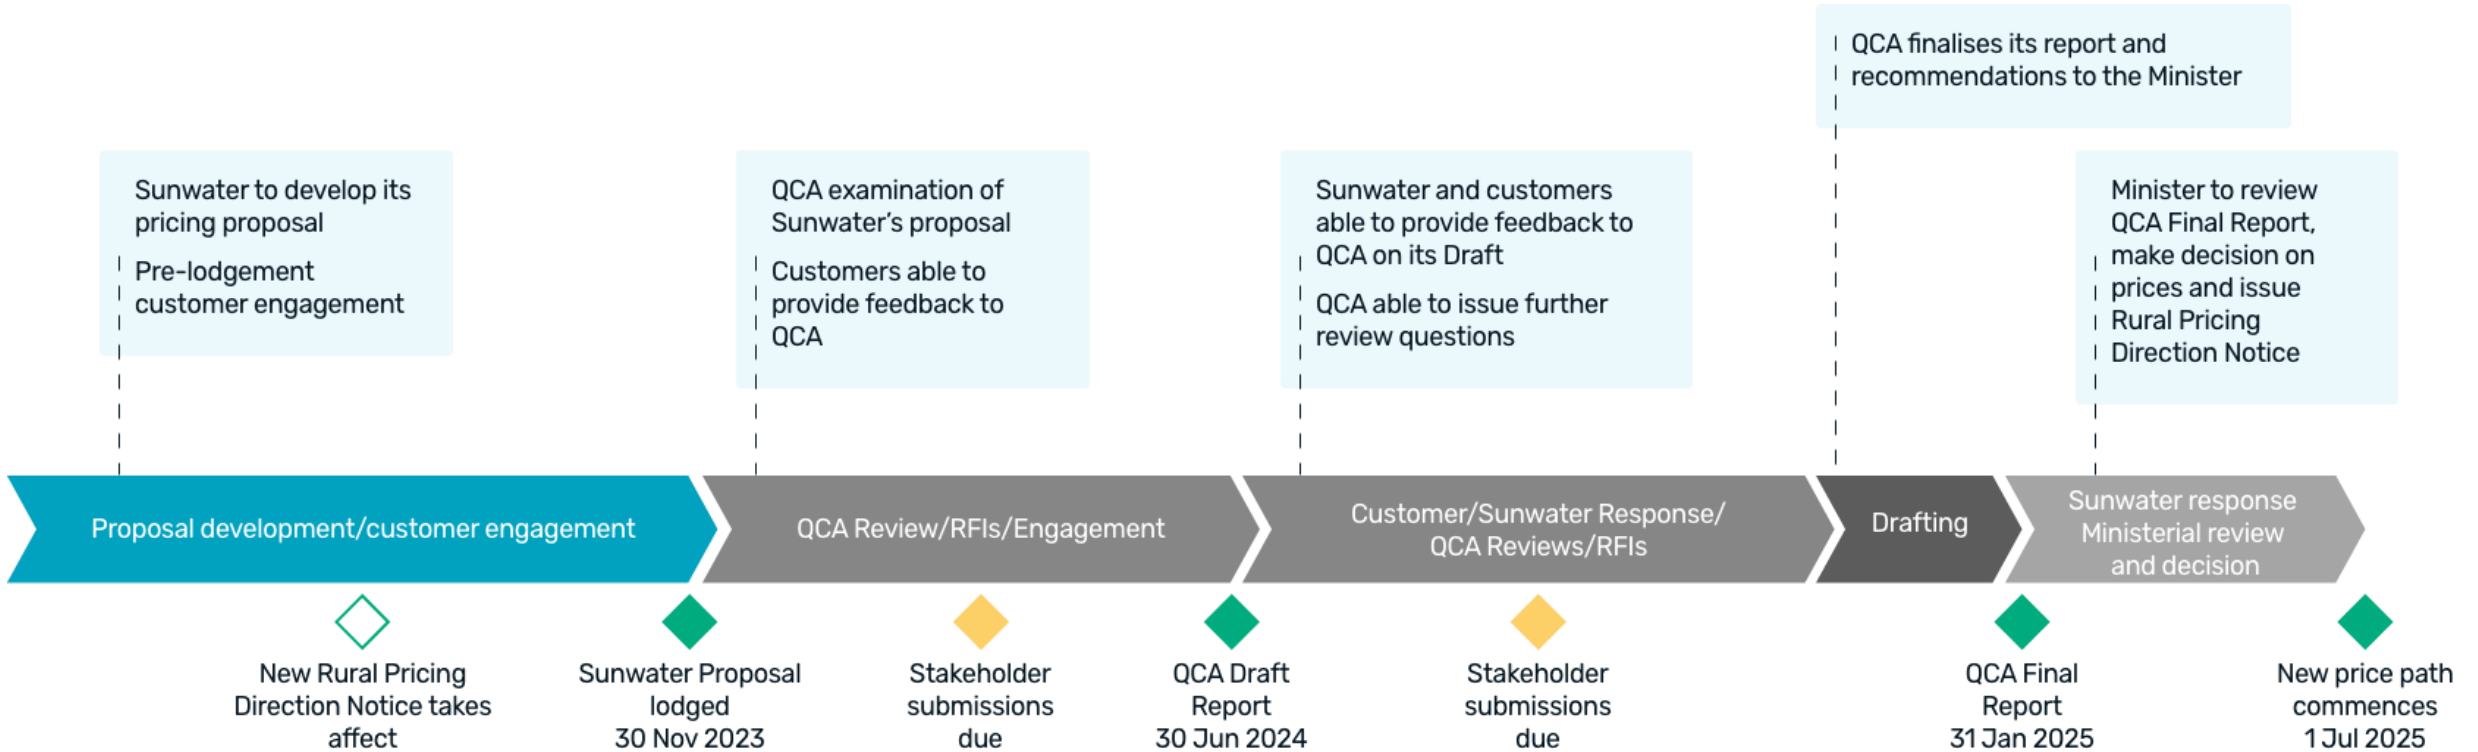 QCA finalises its report and
recommendations to the Minister
Sunwater to develop its
pricing proposal
Pre-lodgement
customer engagement
QCA examination of
Sunwater’s proposal
Customers able to
provide feedback to
QCA
Sunwater and customers
able to provide feedback to
QCA on its Draft
QCA able to issue further
review questions
Minister to review
QCA Final Report,
make decision on
prices and issue
Rural Pricing
Direction Notice
Proposal development/customer engagement
QCA Review/RFIs/Engagement
Customer/Sunwater Response/
QCA Reviews/RFIs
Drafting
Sunwater response
Ministerial review
and decision
New Rural Pricing
Direction Notice takes
affect
Sunwater Proposal
lodged
30 Nov 2023
Stakeholder
submissions
due
QCA Draft
Report
30 Jun 2024
Stakeholder
submissions
due
QCA Final
Report
31 Jan 2025
New price path
commences
1 Jul 2025